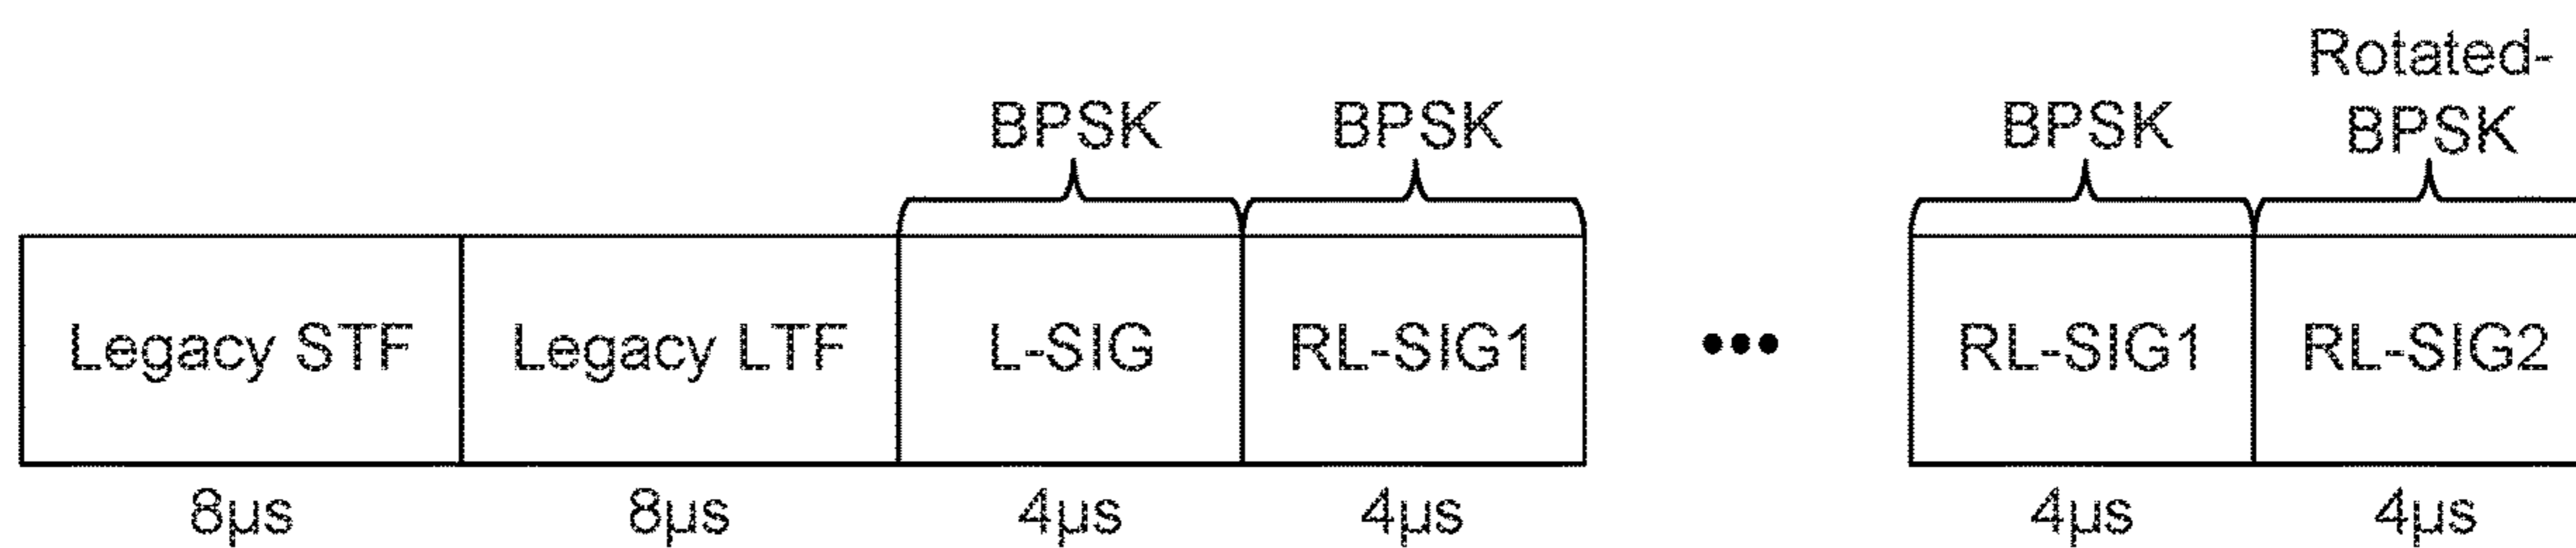 Rotated-
BPSK BPSK BPSK BPSK
Legacy STF Legacy LTF L-SIG RL-SIG1 ••• RL-SIG1 RL-SIG2
8µs 8µs 4µs 4µs 4µs 4µs